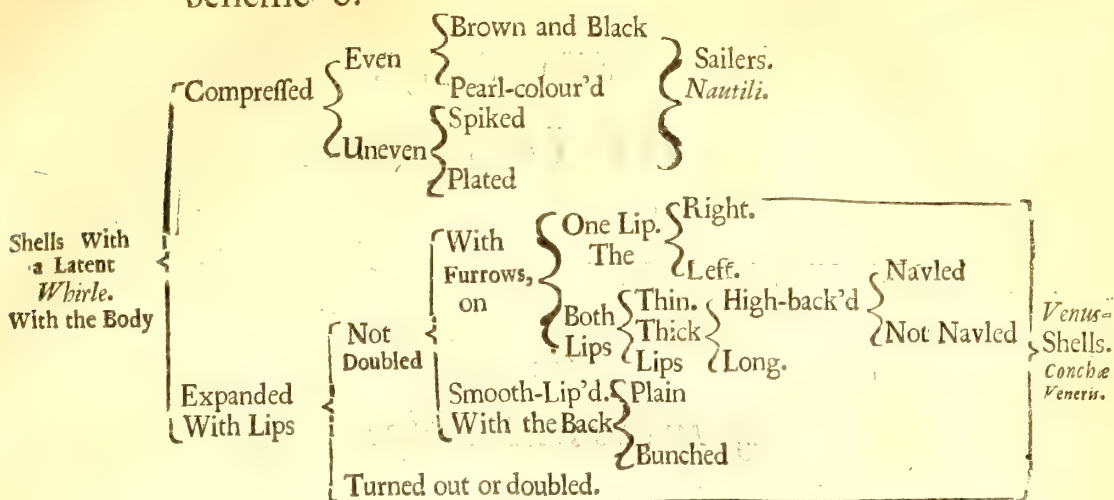 Scheme 6.
Brown and Black
Even
Sailers.
Compreſſed
Pearl-colour'd
Nautili.
Spiked
Uneven
Plated
Shells With
a Latent
Whirle.
With the Body
One Lip.
The
Right.
Left.
With
Furrows,
on
Navled
Both
Lips
Thin.
Thick
Lips
High-back'd
Not Navled
Long.
Not
Doubled
Venus-
Shells.
Conchæ
Veneris.
Expanded
With Lips
Smooth-Lip'd.
With the Back
Plain
Bunched
Turned out or doubled.